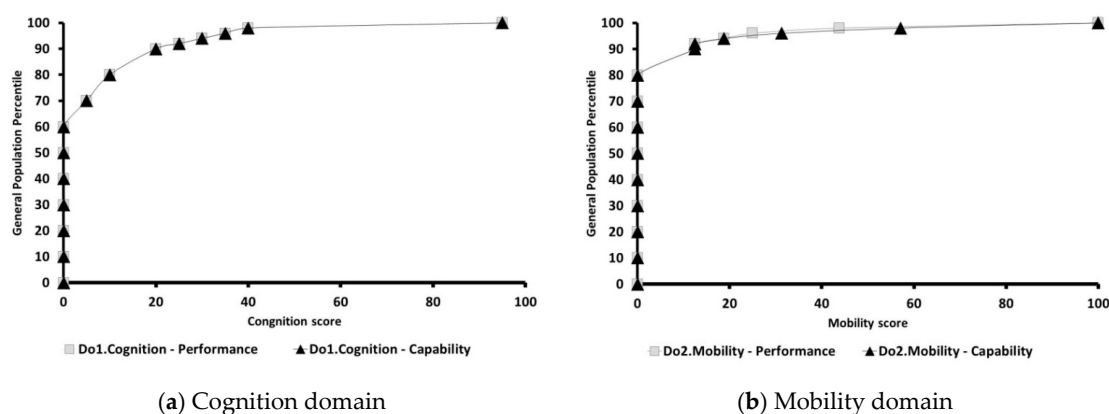 General Population Percentile
100
90
80
70
60
50
40
30
20
10
0
0 20 40 60 80 100
Congnition score
Do1.Cognition - Performance Do1.Cognition - Capability
(a) Cognition domain
General Population Percentile
100
90
80
70
60
50
40
30
20
10
0
0 20 40 60 80 100
Mobility score
Do2.Mobility - Performance Do2.Mobility - Capability
(b) Mobility domain